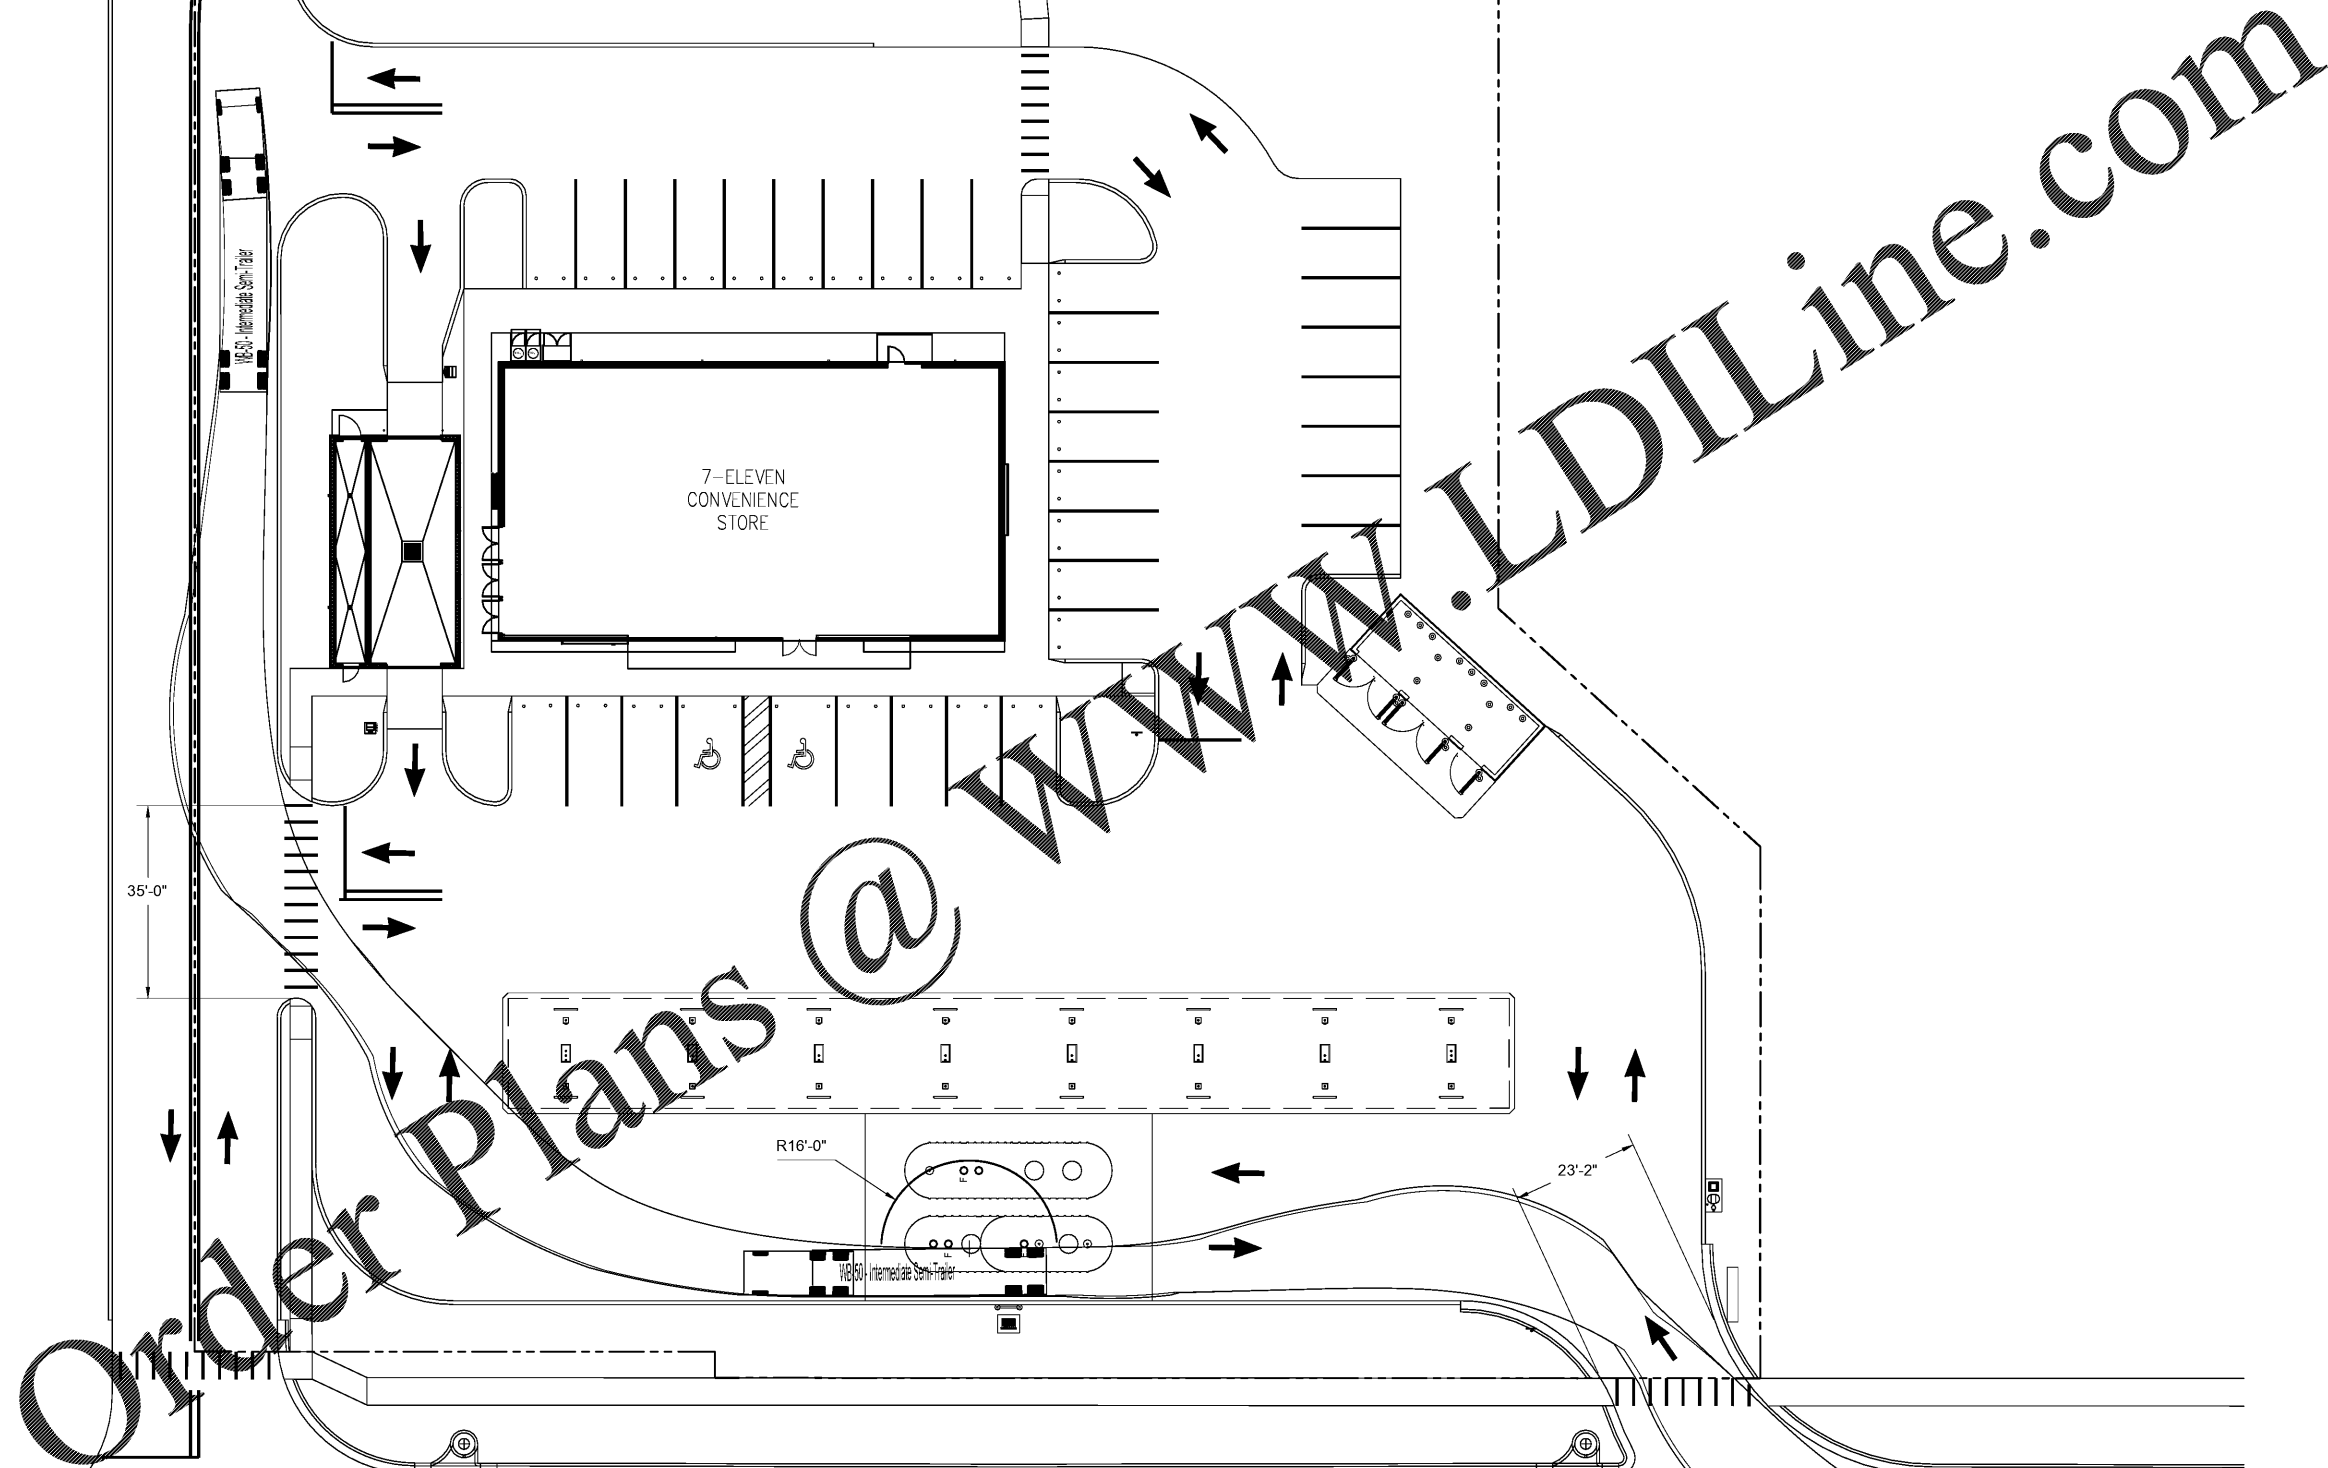 WB-50 - Intermediate Semi-Trailer
7-ELEVEN
CONVENIENCE
STORE
35'-0"
R16'-0"
23'-2"
F
F
F
WB-50 - Intermediate Semi-Trailer
Order Plans @ www.LDILine.com